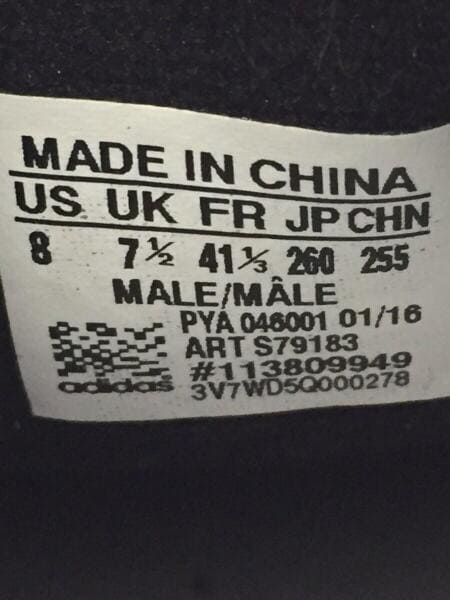 MADE IN CHINA
US UK FR JP CHN
8 7½ 41⅓ 260 255
MALE/MÂLE
PYA 046001 01/16
ART S79183
#113809949
adidas 3V7WD5Q000278